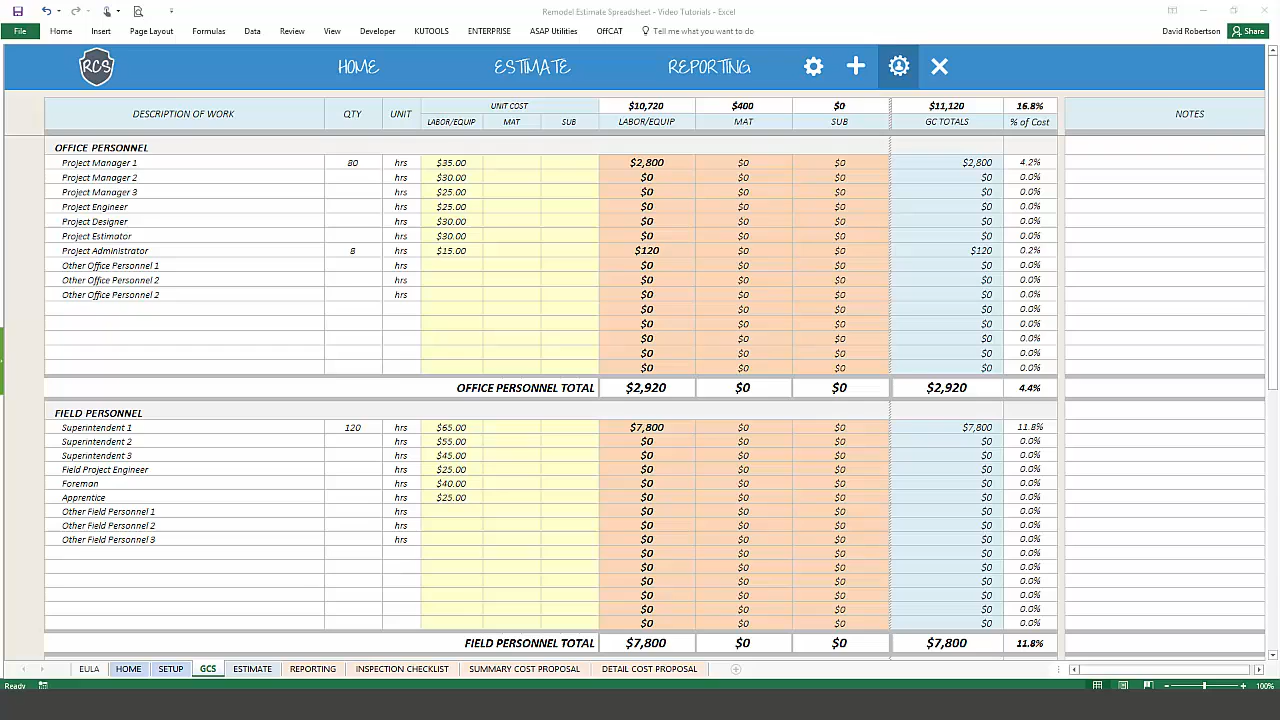 Remodel Estimate Spreadsheet - Video Tutorials - Excel
File Home Insert Page Layout Formulas Data Review View Developer KUTOOLS ENTERPRISE ASAP Utilities OffCAT Tell me what you want to do David Robertson Share
RCS HOME ESTIMATE REPORTING
UNIT COST $10,720 $400 $0 $11,120 16.8%
DESCRIPTION OF WORK QTY UNIT NOTES
LABOR/EQUIP MAT SUB LABOR/EQUIP MAT SUB GC TOTALS % of Cost
OFFICE PERSONNEL
Project Manager 1 80 hrs $35.00 $2,800 $0 $0 $2,800 4.2%
Project Manager 2 hrs $30.00 $0 $0 $0 $0 0.0%
Project Manager 3 hrs $25.00 $0 $0 $0 $0 0.0%
Project Engineer hrs $25.00 $0 $0 $0 $0 0.0%
Project Designer hrs $30.00 $0 $0 $0 $0 0.0%
Project Estimator hrs $30.00 $0 $0 $0 $0 0.0%
Project Administrator 8 hrs $15.00 $120 $0 $0 $120 0.2%
Other Office Personnel 1 hrs $0 $0 $0 $0 0.0%
Other Office Personnel 2 hrs $0 $0 $0 $0 0.0%
Other Office Personnel 2 hrs $0 $0 $0 $0 0.0%
$0 $0 $0 $0 0.0%
$0 $0 $0 $0 0.0%
$0 $0 $0 $0 0.0%
$0 $0 $0 $0 0.0%
$0 $0 $0 $0 0.0%
OFFICE PERSONNEL TOTAL $2,920 $0 $0 $2,920 4.4%
FIELD PERSONNEL
Superintendent 1 120 hrs $65.00 $7,800 $0 $0 $7,800 11.8%
Superintendent 2 hrs $55.00 $0 $0 $0 $0 0.0%
Superintendent 3 hrs $45.00 $0 $0 $0 $0 0.0%
Field Project Engineer hrs $25.00 $0 $0 $0 $0 0.0%
Foreman hrs $40.00 $0 $0 $0 $0 0.0%
Apprentice hrs $25.00 $0 $0 $0 $0 0.0%
Other Field Personnel 1 hrs $0 $0 $0 $0 0.0%
Other Field Personnel 2 hrs $0 $0 $0 $0 0.0%
Other Field Personnel 3 hrs $0 $0 $0 $0 0.0%
$0 $0 $0 $0 0.0%
$0 $0 $0 $0 0.0%
$0 $0 $0 $0 0.0%
$0 $0 $0 $0 0.0%
$0 $0 $0 $0 0.0%
$0 $0 $0 $0 0.0%
FIELD PERSONNEL TOTAL $7,800 $0 $0 $7,800 11.8%
EULA HOME SETUP GCS ESTIMATE REPORTING INSPECTION CHECKLIST SUMMARY COST PROPOSAL DETAIL COST PROPOSAL
Ready 100%